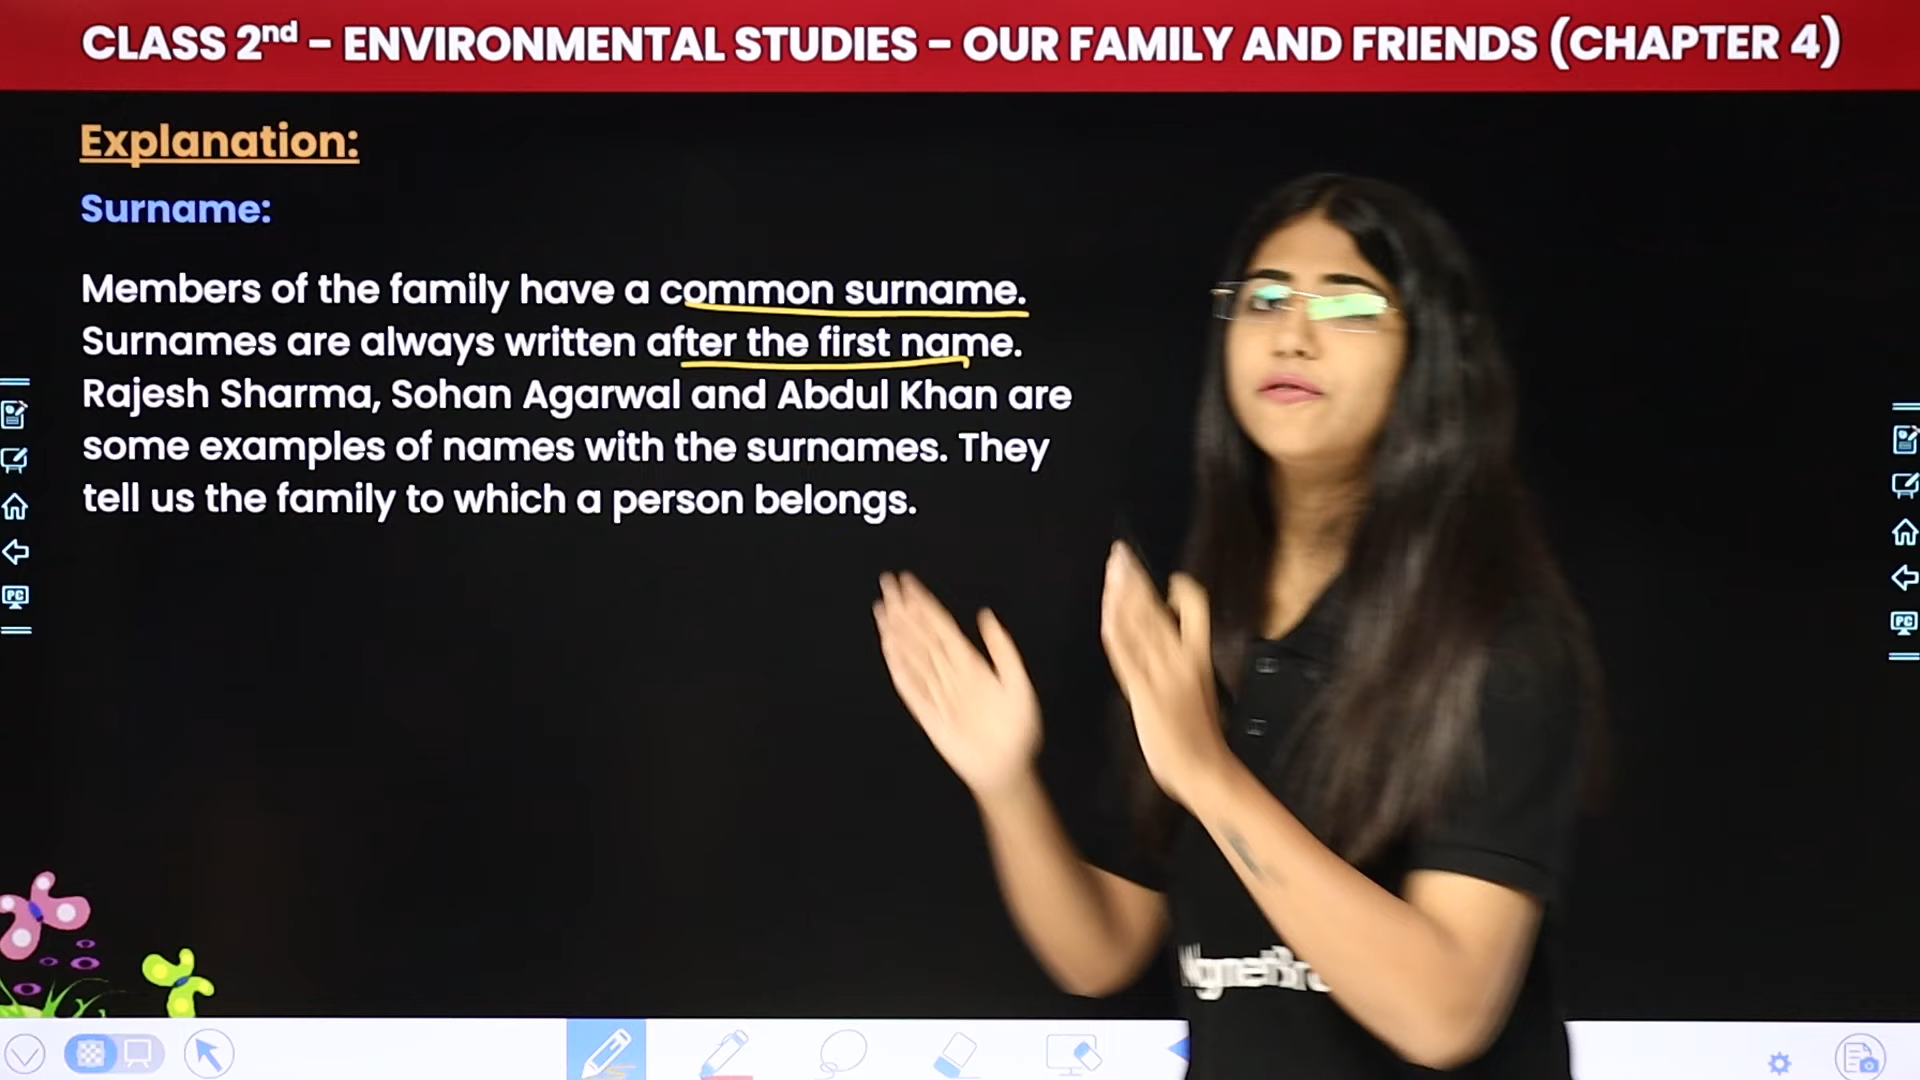 CLASS 2nd - ENVIRONMENTAL STUDIES - OUR FAMILY AND FRIENDS (CHAPTER 4)
Explanation:
Surname:
Members of the family have a common surname.
Surnames are always written after the first name.
Rajesh Sharma, Sohan Agarwal and Abdul Khan are
some examples of names with the surnames. They
tell us the family to which a person belongs.
PC
PC